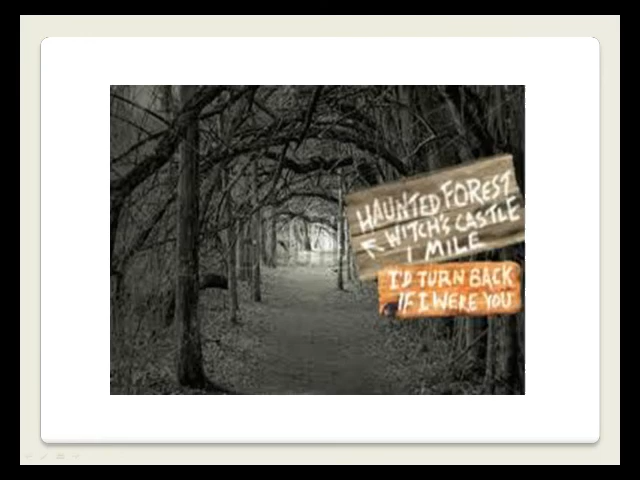 HAUNTED FOREST
WITCH'S CASTLE
1 MILE
I'D TURN BACK
IF I WERE YOU